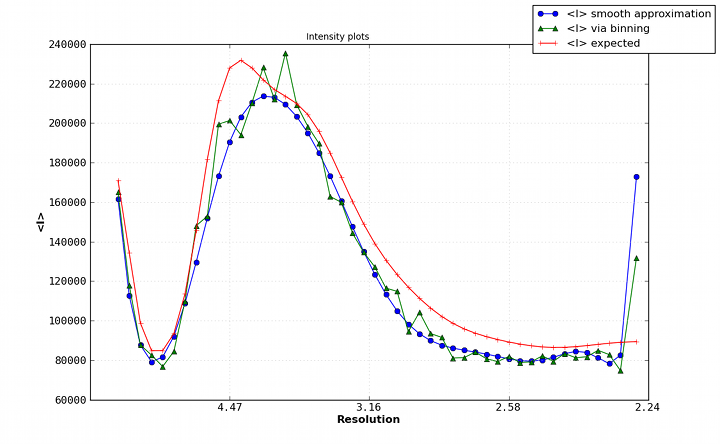 Intensity plots
<I> smooth approximation
<I> via binning
<I> expected
240000
220000
200000
180000
160000
140000
120000
100000
80000
60000
<I>
4.47
3.16
2.58
2.24
Resolution